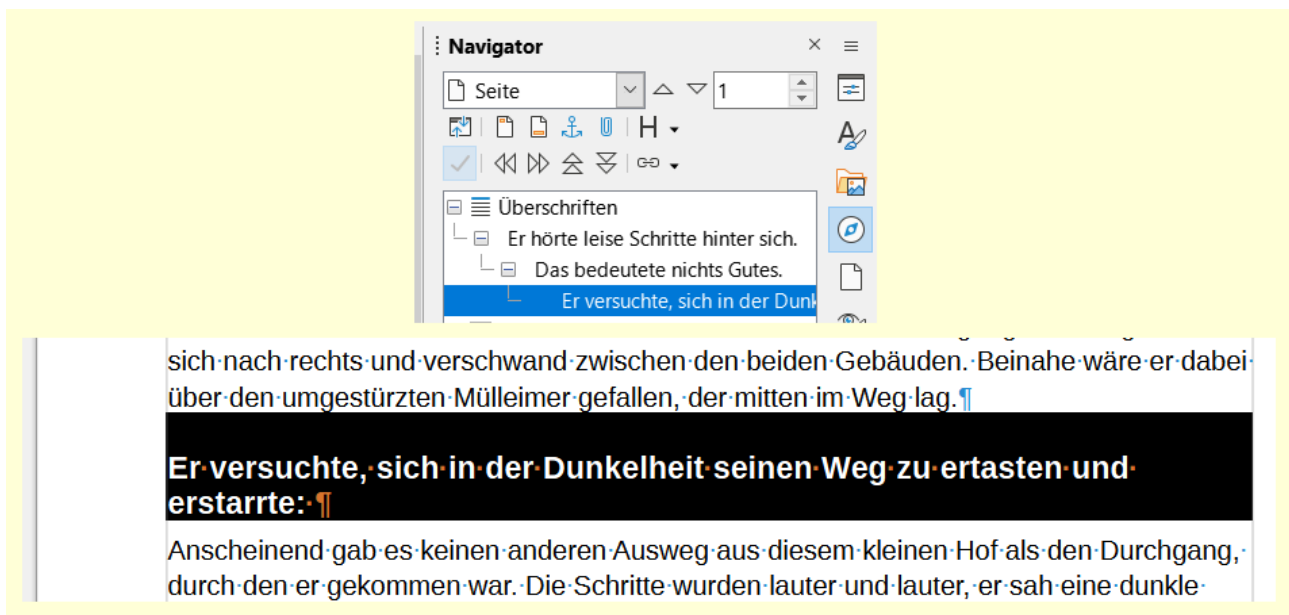 Navigator
Seite
1
Überschriften
Er hörte leise Schritte hinter sich.
Das bedeutete nichts Gutes.
Er versuchte, sich in der Dunk
sich·nach·rechts·und·verschwand·zwischen·den·beiden·Gebäuden.·Beinahe·wäre·er·dabei·
über·den·umgestürzten·Mülleimer·gefallen,·der·mitten·im·Weg·lag.¶
Er·versuchte,·sich·in·der·Dunkelheit·seinen·Weg·zu·ertasten·und·
erstarrte:·¶
Anscheinend·gab·es·keinen·anderen·Ausweg·aus·diesem·kleinen·Hof·als·den·Durchgang,·
durch·den·er·gekommen·war.·Die·Schritte·wurden·lauter·und·lauter,·er·sah·eine·dunkle·